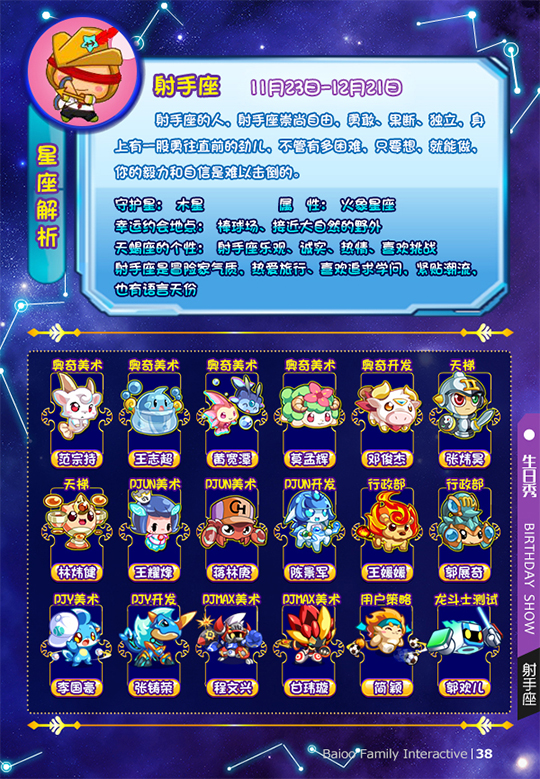 射手座 11月23日-12月21日
射手座的人，射手座崇尚自由，勇敢、果断、独立，身
上有一股勇往直前的劲儿，不管有多困难，只要想，就能做，
你的毅力和自信是难以击倒的。
星座解析
守护星： 木星 属 性： 火象星座
幸运约会地点： 棒球场、接近大自然的野外
天蝎座的个性： 射手座乐观、诚实、热情、喜欢挑战
射手座是冒险家气质，热爱旅行、喜欢追求学问，紧贴潮流，
也有语言天份
奥奇美术 奥奇美术 奥奇美术 奥奇美术 奥奇开发 天梯
范宗持 王志超 黄宽濠 莫孟辉 邓俊杰 张炜昊
天梯 DJUN美术 DJUN美术 DJUN开发 行政部 行政部
林炜健 王耀烽 蒋林庚 陈景军 王媛媛 郭展奇
DJY美术 DJY开发 DJMAX美术 DJMAX美术 用户策略 龙斗士测试
李国豪 张铸荣 程文兴 甘玮璇 简颖 郭欢儿
生日秀 BIRTHDAY SHOW
射手座
Baioo Family Interactive | 38